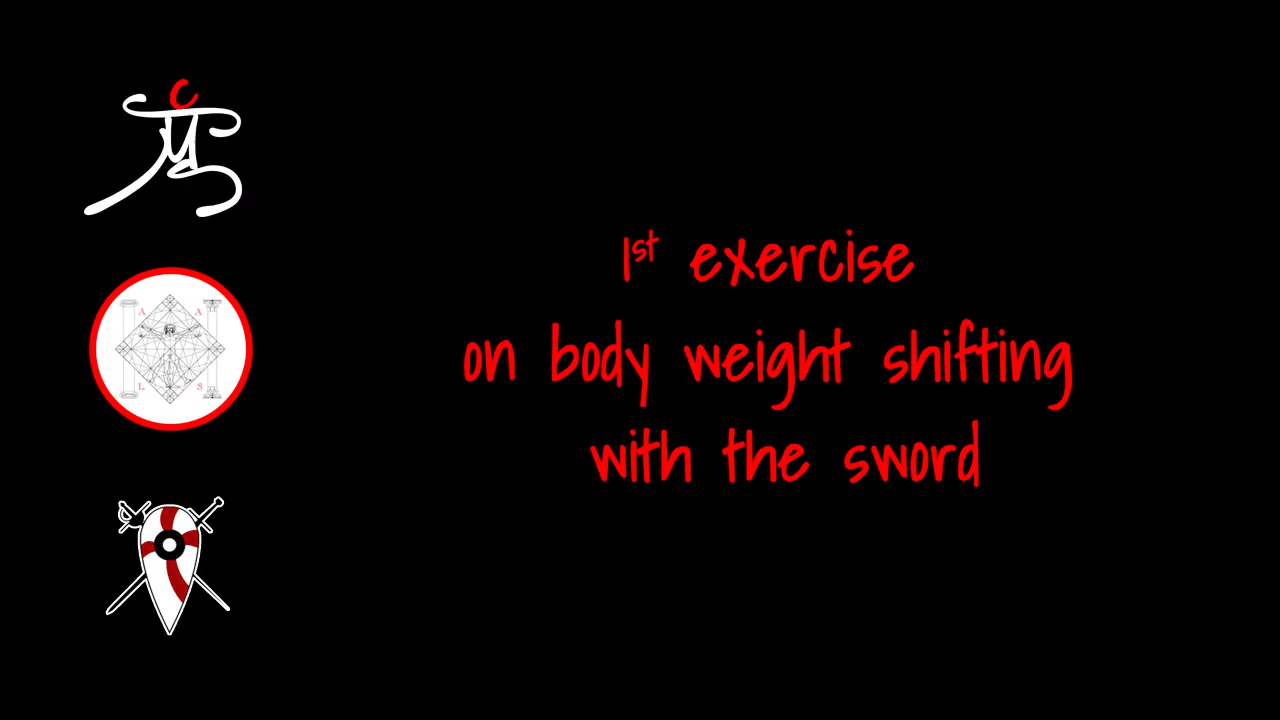 1st exercise
on body weight shifting
with the sword
A A
L S